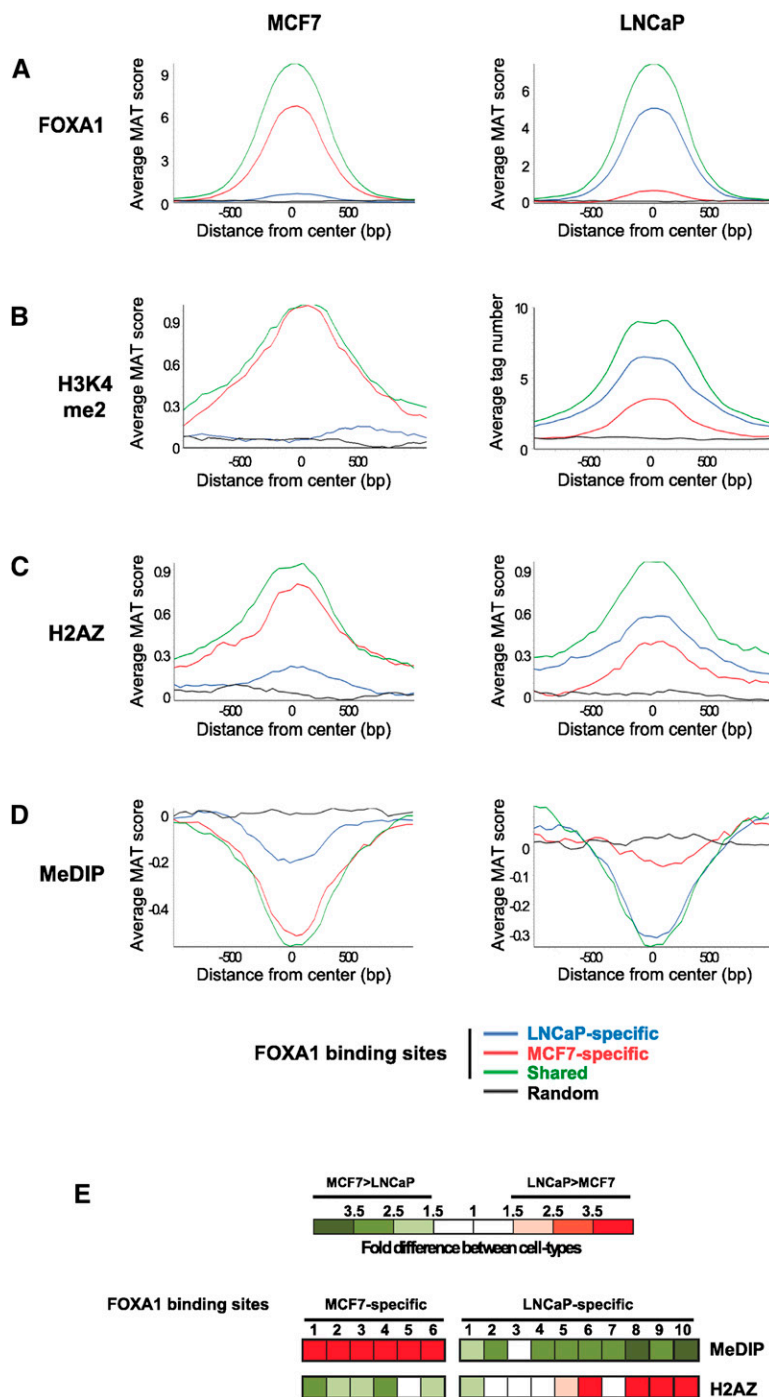 MCF7 LNCaP
A
FOXA1
Average MAT score
9
6
3
0
-500 0 500
Distance from center (bp)
Average MAT score
6
4
2
0
-500 0 500
Distance from center (bp)
B
H3K4
me2
Average MAT score
0.9
0.6
0.3
0
-500 0 500
Distance from center (bp)
Average tag number
10
5
0
-500 0 500
Distance from center (bp)
C
H2AZ
Average MAT score
0.9
0.6
0.3
0
-500 0 500
Distance from center (bp)
Average MAT score
0.9
0.6
0.3
0
-500 0 500
Distance from center (bp)
D
MeDIP
Average MAT score
0
-0.2
-0.4
-500 0 500
Distance from center (bp)
Average MAT score
0
-0.1
-0.2
-0.3
-500 0 500
Distance from center (bp)
FOXA1 binding sites
LNCaP-specific
MCF7-specific
Shared
Random
E
MCF7>LNCaP LNCaP>MCF7
3.5 2.5 1.5 1 1.5 2.5 3.5
Fold difference between cell-types
FOXA1 binding sites MCF7-specific LNCaP-specific
1 2 3 4 5 6 1 2 3 4 5 6 7 8 9 10
MeDIP
H2AZ